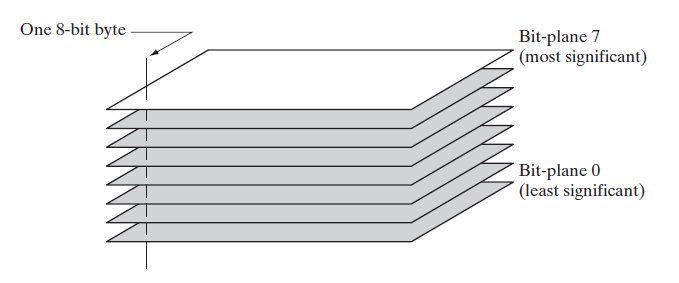 One 8-bit byte
Bit-plane 7
(most significant)
Bit-plane 0
(least significant)